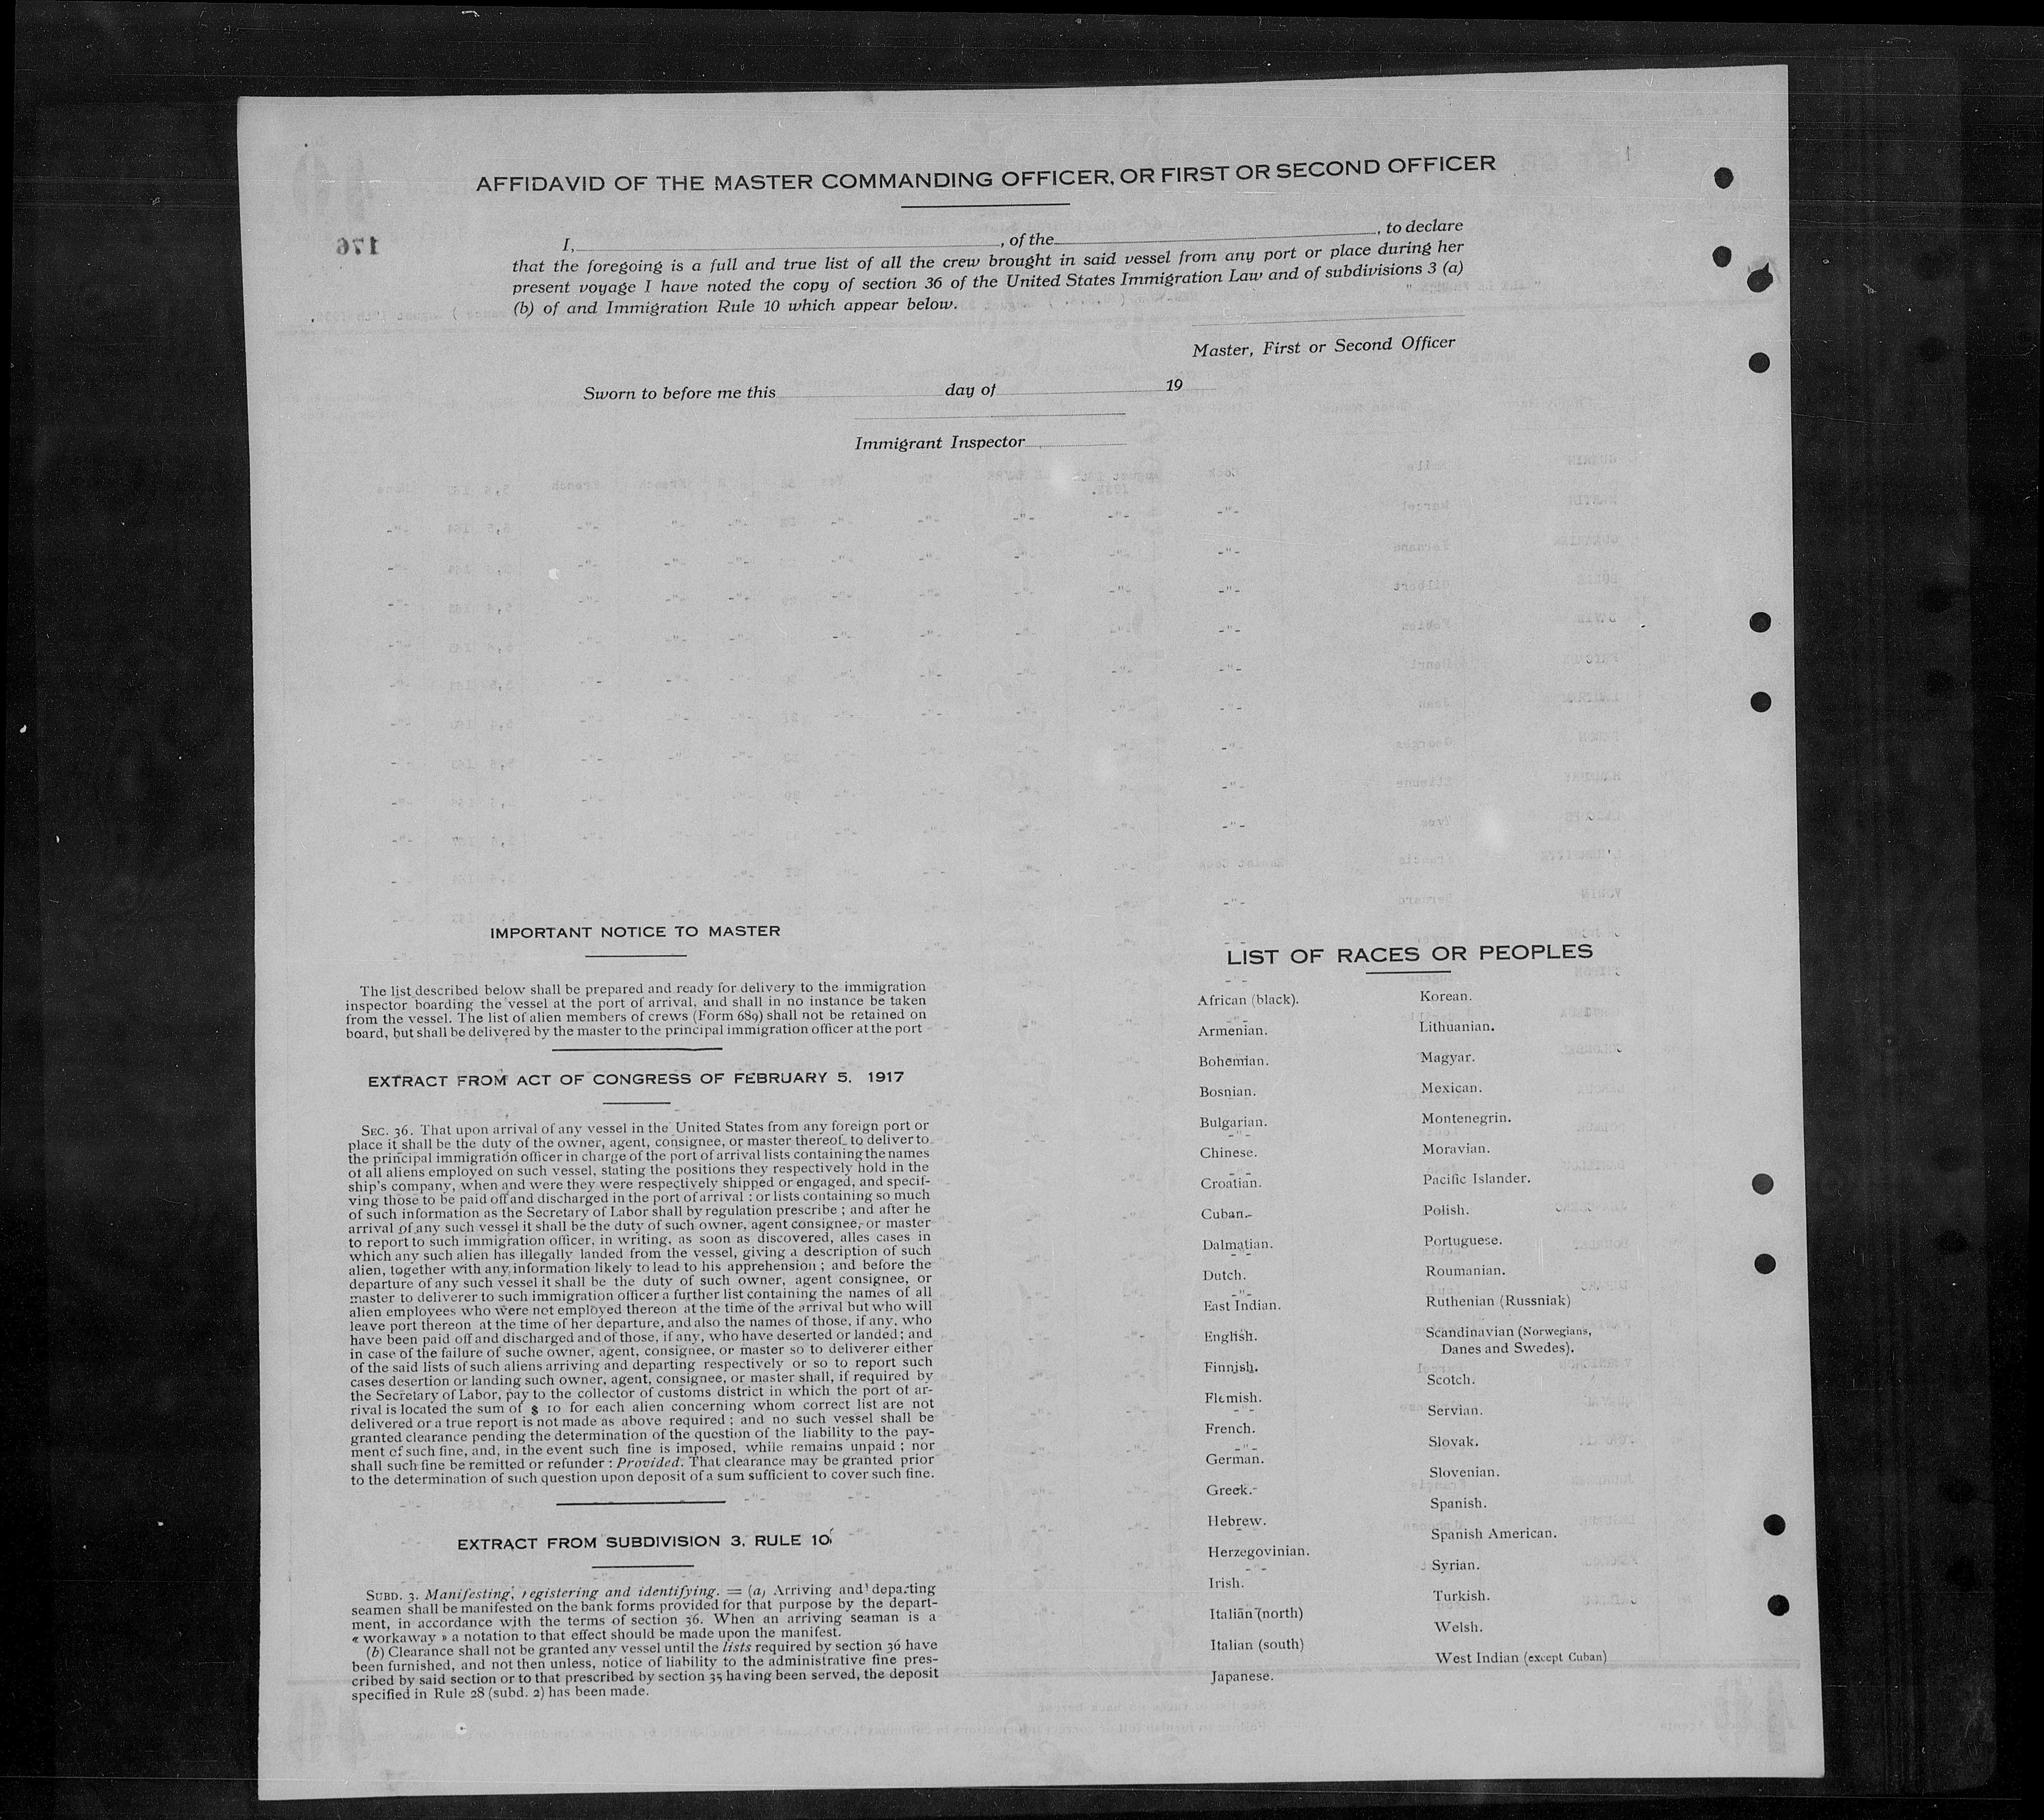 AFFIDAVID OF THE MASTER COMMANDING OFFICER, OR FIRST OR SECOND OFFICER
176
I, , of the , to declare
that the foregoing is a full and true list of all the crew brought in said vessel from any port or place during her
present voyage I have noted the copy of section 36 of the United States Immigration Law and of subdivisions 3 (a)
(b) of and Immigration Rule 10 which appear below.
Master, First or Second Officer
Sworn to before me this day of 19
Immigrant Inspector
IMPORTANT NOTICE TO MASTER
The list described below shall be prepared and ready for delivery to the immigration
inspector boarding the vessel at the port of arrival, and shall in no instance be taken
from the vessel. The list of alien members of crews (Form 689) shall not be retained on
board, but shall be delivered by the master to the principal immigration officer at the port
EXTRACT FROM ACT OF CONGRESS OF FEBRUARY 5, 1917
SEC. 36. That upon arrival of any vessel in the United States from any foreign port or
place it shall be the duty of the owner, agent, consignee, or master thereof to deliver to
the principal immigration officer in charge of the port of arrival lists containing the names
ot all aliens employed on such vessel, stating the positions they respectively hold in the
ship's company, when and were they were respectively shipped or engaged, and specif-
ving those to be paid off and discharged in the port of arrival : or lists containing so much
of such information as the Secretary of Labor shall by regulation prescribe ; and after he
arrival of any such vessel it shall be the duty of such owner, agent consignee, or master
to report to such immigration officer, in writing, as soon as discovered, alles cases in
which any such alien has illegally landed from the vessel, giving a description of such
alien, together with any information likely to lead to his apprehension ; and before the
departure of any such vessel it shall be the duty of such owner, agent consignee, or
master to deliverer to such immigration officer a further list containing the names of all
alien employees who were not employed thereon at the time of the arrival but who will
leave port thereon at the time of her departure, and also the names of those, if any, who
have been paid off and discharged and of those, if any, who have deserted or landed ; and
in case of the failure of suche owner, agent, consignee, or master so to deliverer either
of the said lists of such aliens arriving and departing respectively or so to report such
cases desertion or landing such owner, agent, consignee, or master shall, if required by
the Secretary of Labor, pay to the collector of customs district in which the port ot ar-
rival is located the sum of $ 10 for each alien concerning whom correct list are not
delivered or a true report is not made as above required ; and no such vessel shall be
granted clearance pending the determination of the question of the liability to the pay-
ment of such fine, and, in the event such fine is imposed, while remains unpaid ; nor
shall such fine be remitted or refunder : Provided. That clearance may be granted prior
to the determination of such question upon deposit of a sum sufficient to cover such fine.
EXTRACT FROM SUBDIVISION 3, RULE 10
SUBD. 3. Manifesting, registering and identifying. = (a) Arriving and departing
seamen shall be manifested on the bank forms provided for that purpose by the depart-
ment, in accordance with the terms of section 36. When an arriving seaman is a
« workaway » a notation to that effect should be made upon the manifest.
(b) Clearance shall not be granted any vessel until the lists required by section 36 have
been furnished, and not then unless, notice of liability to the administrative fine pres-
cribed by said section or to that prescribed by section 35 having been served, the deposit
specified in Rule 28 (subd. 2) has been made.
LIST OF RACES OR PEOPLES
African (black).
Armenian.
Bohemian.
Bosnian.
Bulgarian.
Chinese.
Croatian.
Cuban.
Dalmatian.
Dutch.
East Indian.
English.
Finnish.
Flemish.
French.
German.
Greek.
Hebrew.
Herzegovinian.
Irish.
Italian (north)
Italian (south)
Japanese.
Korean.
Lithuanian.
Magyar.
Mexican.
Montenegrin.
Moravian.
Pacific Islander.
Polish.
Portuguese.
Roumanian.
Ruthenian (Russniak)
Scandinavian (Norwegians,
Danes and Swedes).
Scotch.
Servian.
Slovak.
Slovenian.
Spanish.
Spanish American.
Syrian.
Turkish.
Welsh.
West Indian (except Cuban)